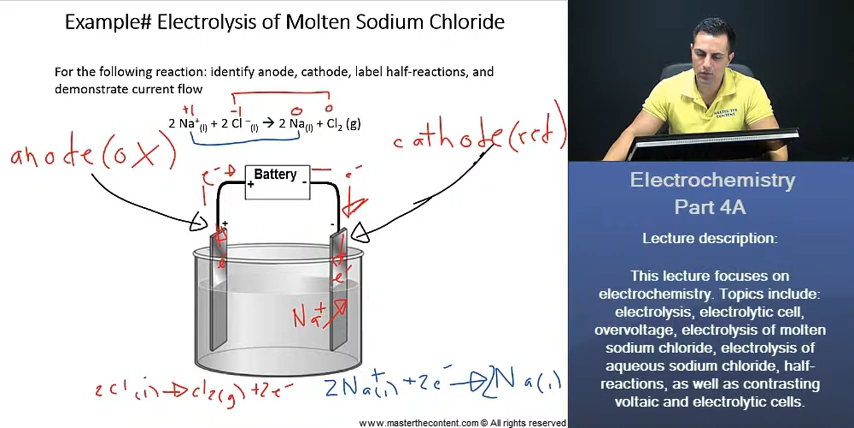 Example# Electrolysis of Molten Sodium Chloride
For the following reaction: identify anode, cathode, label half-reactions, and
demonstrate current flow
+1 -1 0 0
2 Na⁺(l) + 2 Cl⁻(l) → 2 Na(l) + Cl₂ (g)
anode (ox)
cathode (red)
e⁻ Battery e⁻
+ -
+ -
e⁻ e⁻
Na⁺
2Cl⁻(l) → Cl₂(g) + 2e⁻
2Na⁺(l) + 2e⁻ → 2Na(l)
www.masterthecontent.com © All rights reserved
MASTER THE
CONTENT
Electrochemistry
Part 4A
Lecture description:
This lecture focuses on
electrochemistry. Topics include:
electrolysis, electrolytic cell,
overvoltage, electrolysis of molten
sodium chloride, electrolysis of
aqueous sodium chloride, half-
reactions, as well as contrasting
voltaic and electrolytic cells.